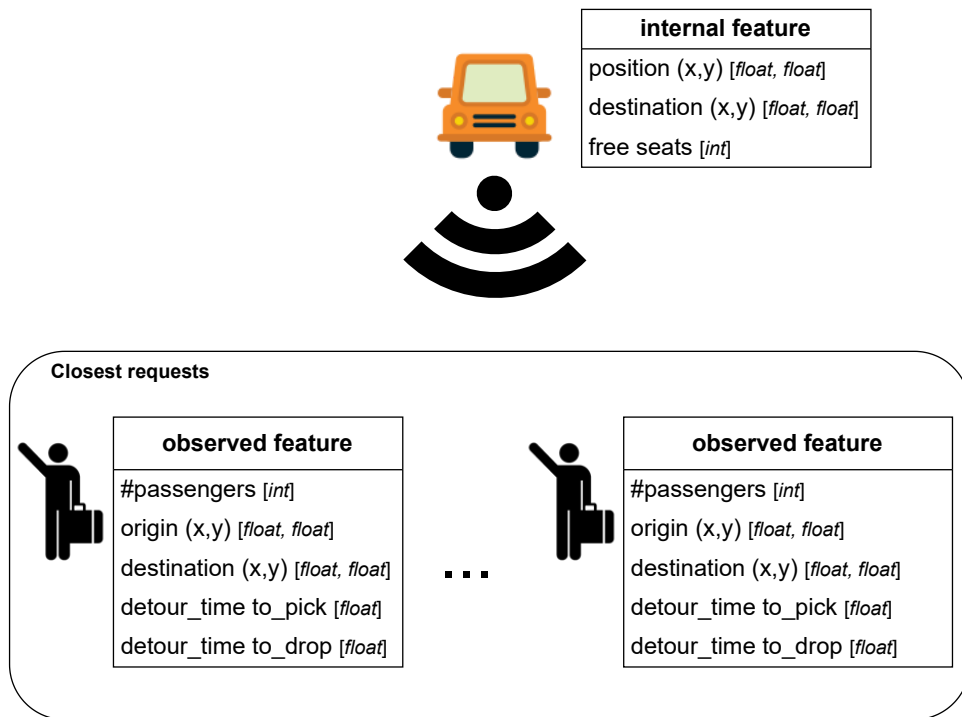 internal feature
position (x,y) [float, float]
destination (x,y) [float, float]
free seats [int]
Closest requests
observed feature
#passengers [int]
origin (x,y) [float, float]
destination (x,y) [float, float]
detour_time to_pick [float]
detour_time to_drop [float]
...
observed feature
#passengers [int]
origin (x,y) [float, float]
destination (x,y) [float, float]
detour_time to_pick [float]
detour_time to_drop [float]